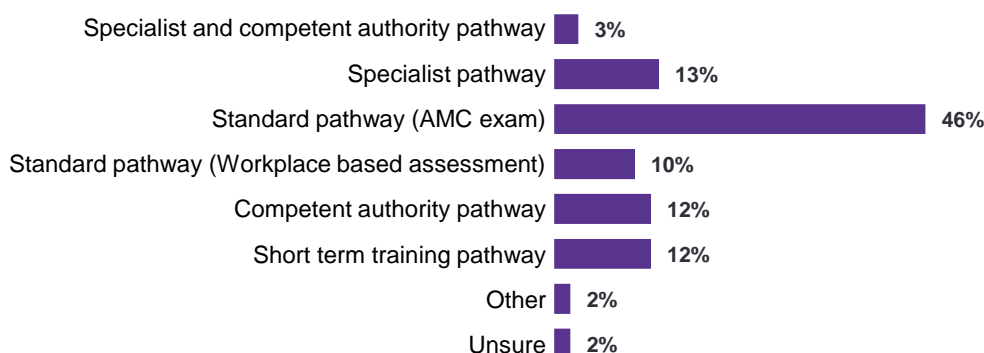 Specialist and competent authority pathway 3%
Specialist pathway 13%
Standard pathway (AMC exam) 46%
Standard pathway (Workplace based assessment) 10%
Competent authority pathway 12%
Short term training pathway 12%
Other 2%
Unsure 2%